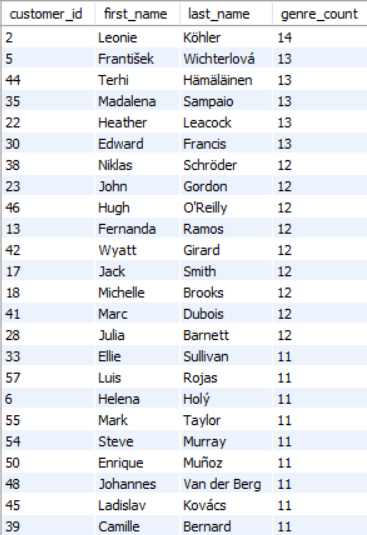 customer_id first_name last_name genre_count
2 Leonie Köhler 14
5 František Wichterlová 13
44 Terhi Hämäläinen 13
35 Madalena Sampaio 13
22 Heather Leacock 13
30 Edward Francis 13
38 Niklas Schröder 12
23 John Gordon 12
46 Hugh O'Reilly 12
13 Fernanda Ramos 12
42 Wyatt Girard 12
17 Jack Smith 12
18 Michelle Brooks 12
41 Marc Dubois 12
28 Julia Barnett 12
33 Ellie Sullivan 11
57 Luis Rojas 11
6 Helena Holý 11
55 Mark Taylor 11
54 Steve Murray 11
50 Enrique Muñoz 11
48 Johannes Van der Berg 11
45 Ladislav Kovács 11
39 Camille Bernard 11